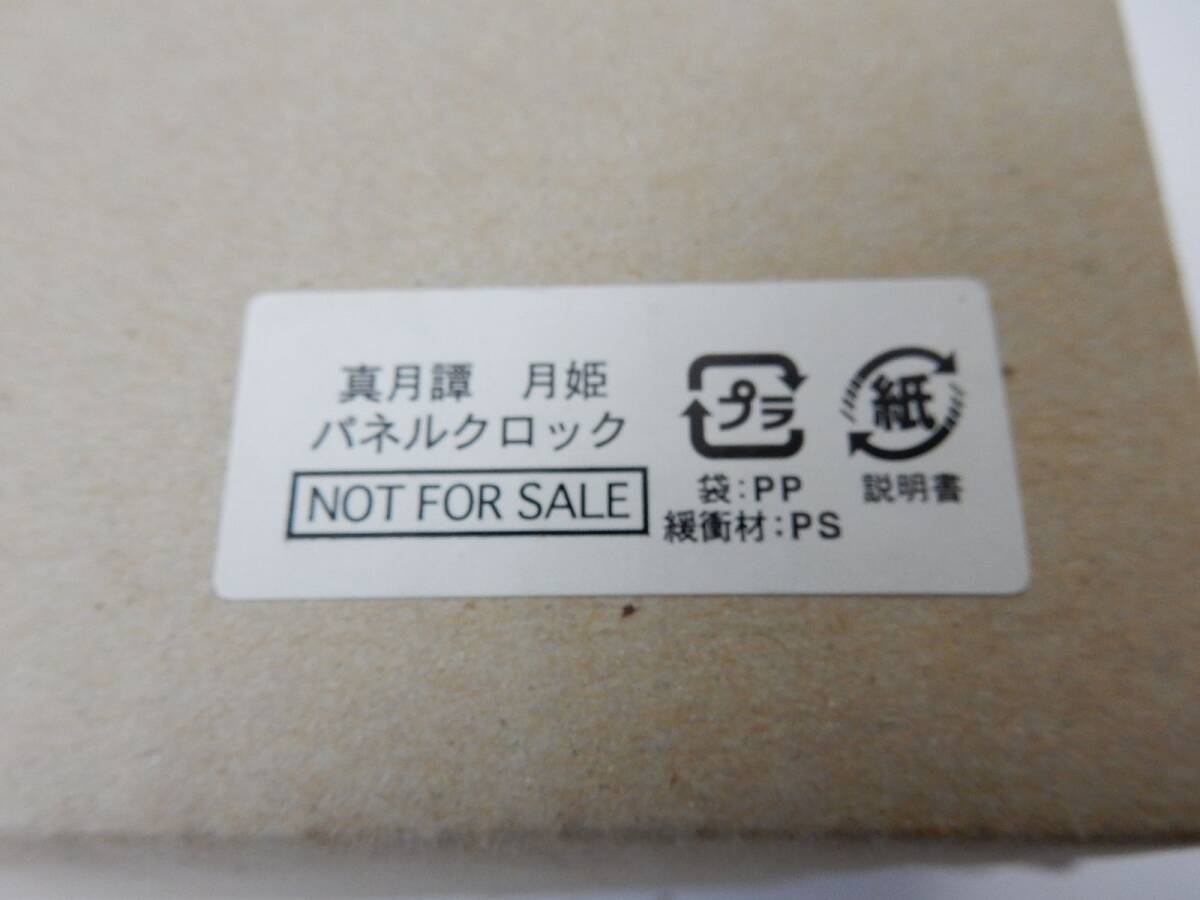 真月譚　月姫
パネルクロック
NOT FOR SALE
プラ
袋:PP
緩衝材:PS
紙
説明書